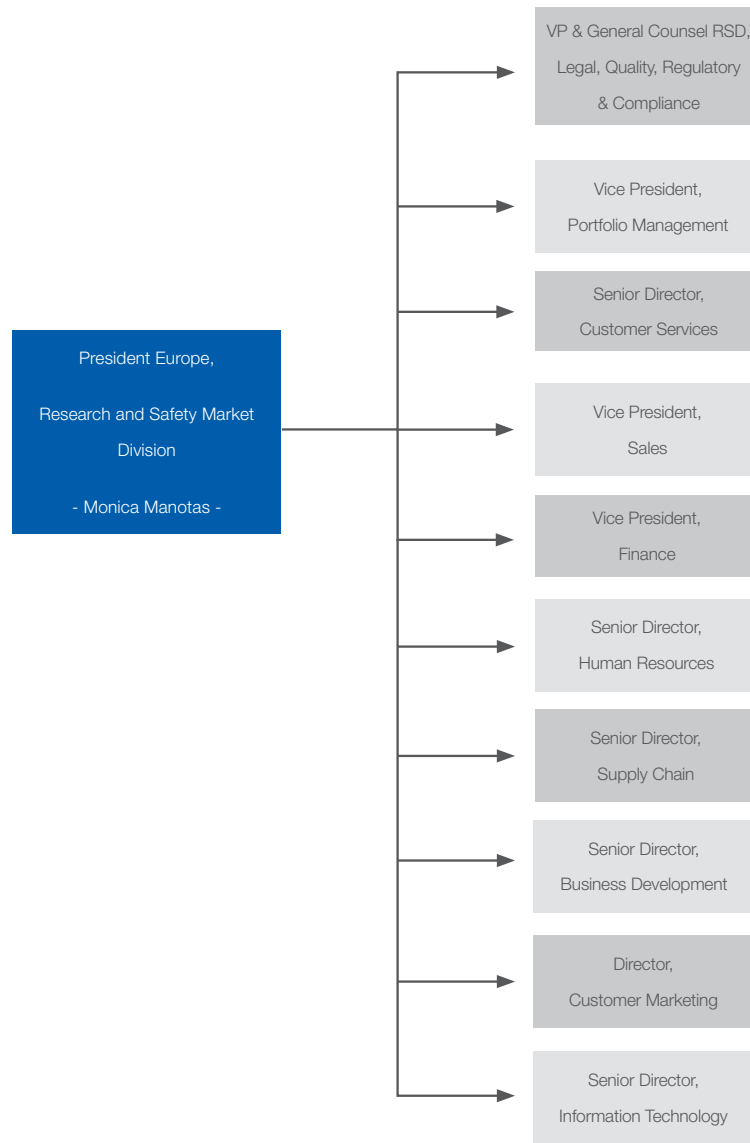 VP & General Counsel RSD,
Legal, Quality, Regulatory
& Compliance
Vice President,
Portfolio Management
Senior Director,
Customer Services
President Europe,
Research and Safety Market
Division
- Monica Manotas -
Vice President,
Sales
Vice President,
Finance
Senior Director,
Human Resources
Senior Director,
Supply Chain
Senior Director,
Business Development
Director,
Customer Marketing
Senior Director,
Information Technology